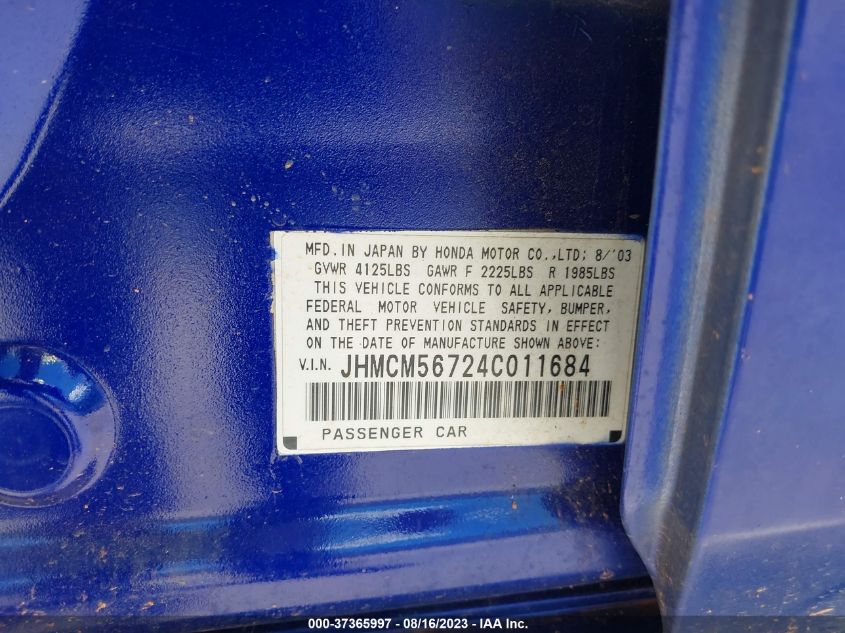 MFD. IN JAPAN BY HONDA MOTOR CO.,LTD; 8/'03
GVWR 4125LBS GAWR F 2225LBS R 1985LBS
THIS VEHICLE CONFORMS TO ALL APPLICABLE
FEDERAL MOTOR VEHICLE SAFETY, BUMPER,
AND THEFT PREVENTION STANDARDS IN EFFECT
ON THE DATE OF MANUFACTURE SHOWN ABOVE:
V.I.N. JHMCM56724C011684
PASSENGER CAR
000-37365997 - 08/16/2023 - IAAI.COM